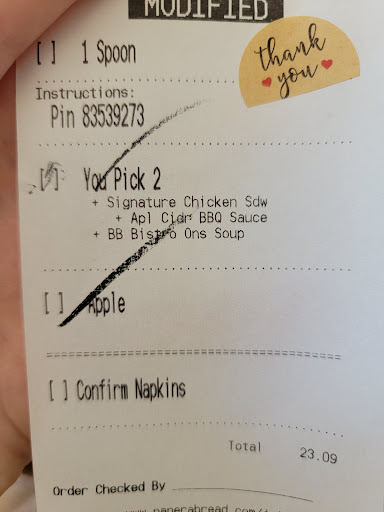 MODIFIED
thank
you
[ ] 1 Spoon
Instructions:
Pin 83539273
[ ] You Pick 2
+ Signature Chicken Sdw
+ Apl Cidr BBQ Sauce
+ BB Bistro Ons Soup
[ ] Apple
[ ] Confirm Napkins
Total 23.09
Order Checked By